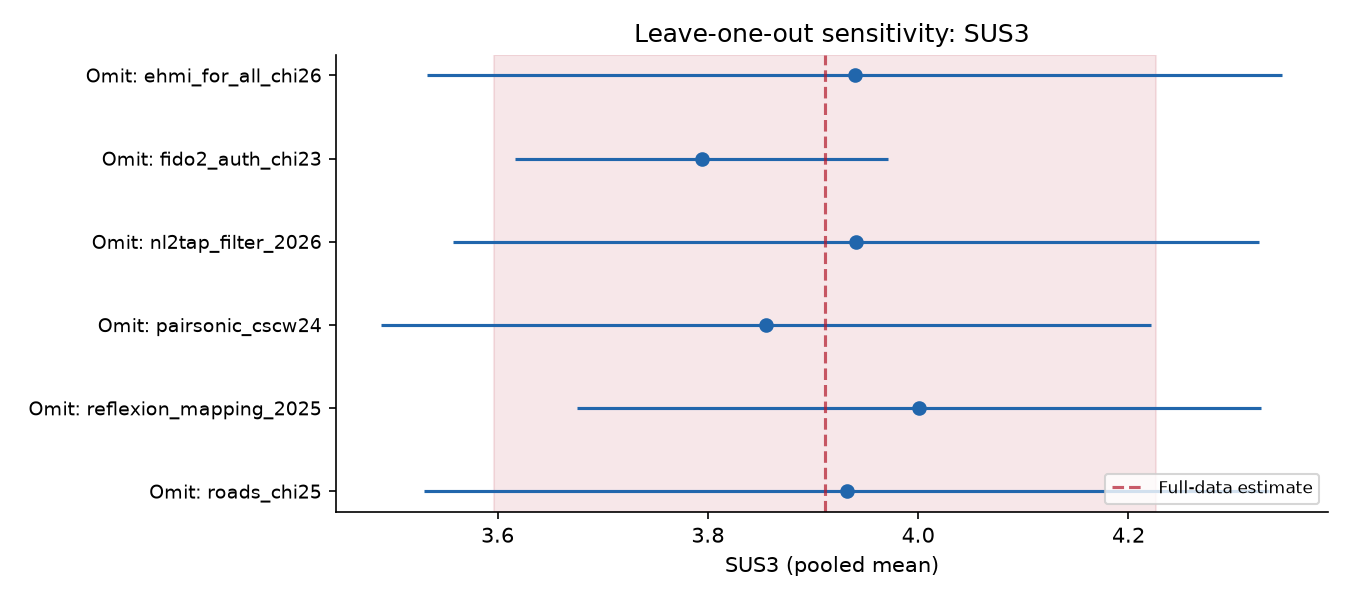 Leave-one-out sensitivity: SUS3
Omit: ehmi_for_all_chi26
Omit: fido2_auth_chi23
Omit: nl2tap_filter_2026
Omit: pairsonic_cscw24
Omit: reflexion_mapping_2025
Omit: roads_chi25
Full-data estimate
3.6 3.8 4.0 4.2
SUS3 (pooled mean)